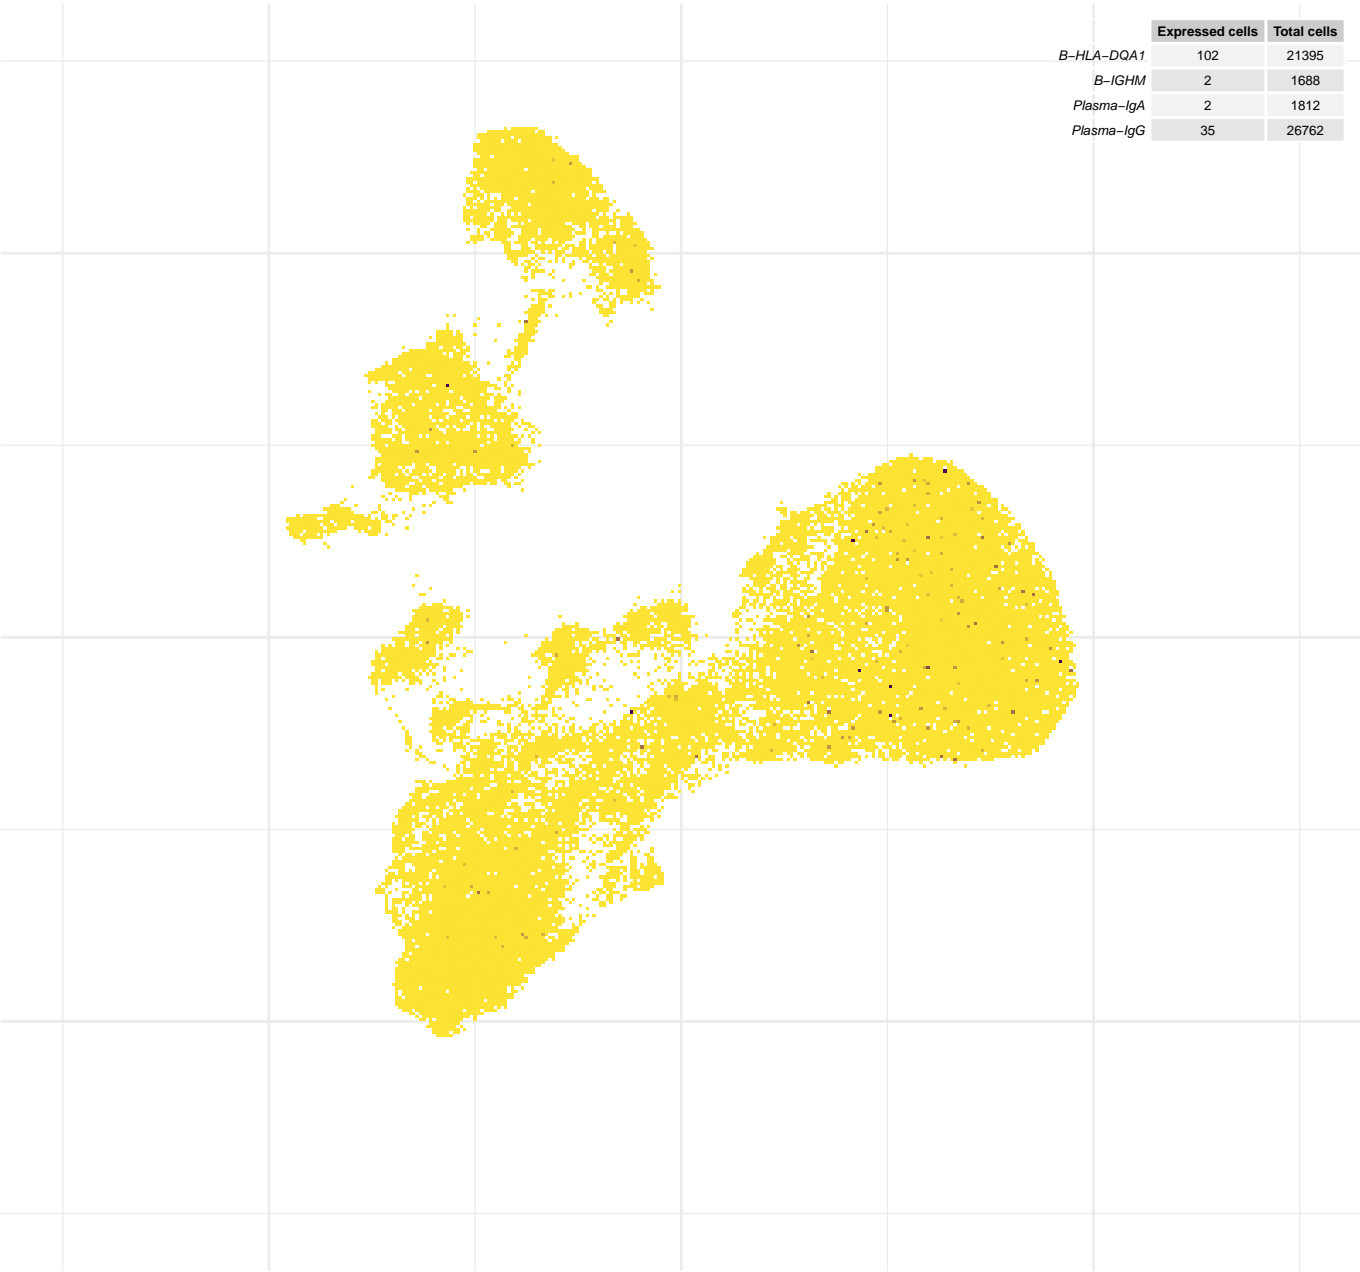 Expressed cells Total cells
B−HLA−DQA1 102 21395
B−IGHM 2 1688
Plasma−IgA 2 1812
Plasma−IgG 35 26762